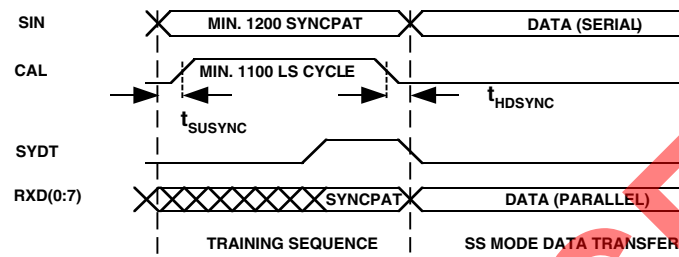 SIN MIN. 1200 SYNCPAT DATA (SERIAL)
CAL MIN. 1100 LS CYCLE
tSUSYNC tHDSYNC
SYDT
RXD(0:7) SYNCPAT DATA (PARALLEL)
TRAINING SEQUENCE SS MODE DATA TRANSFER